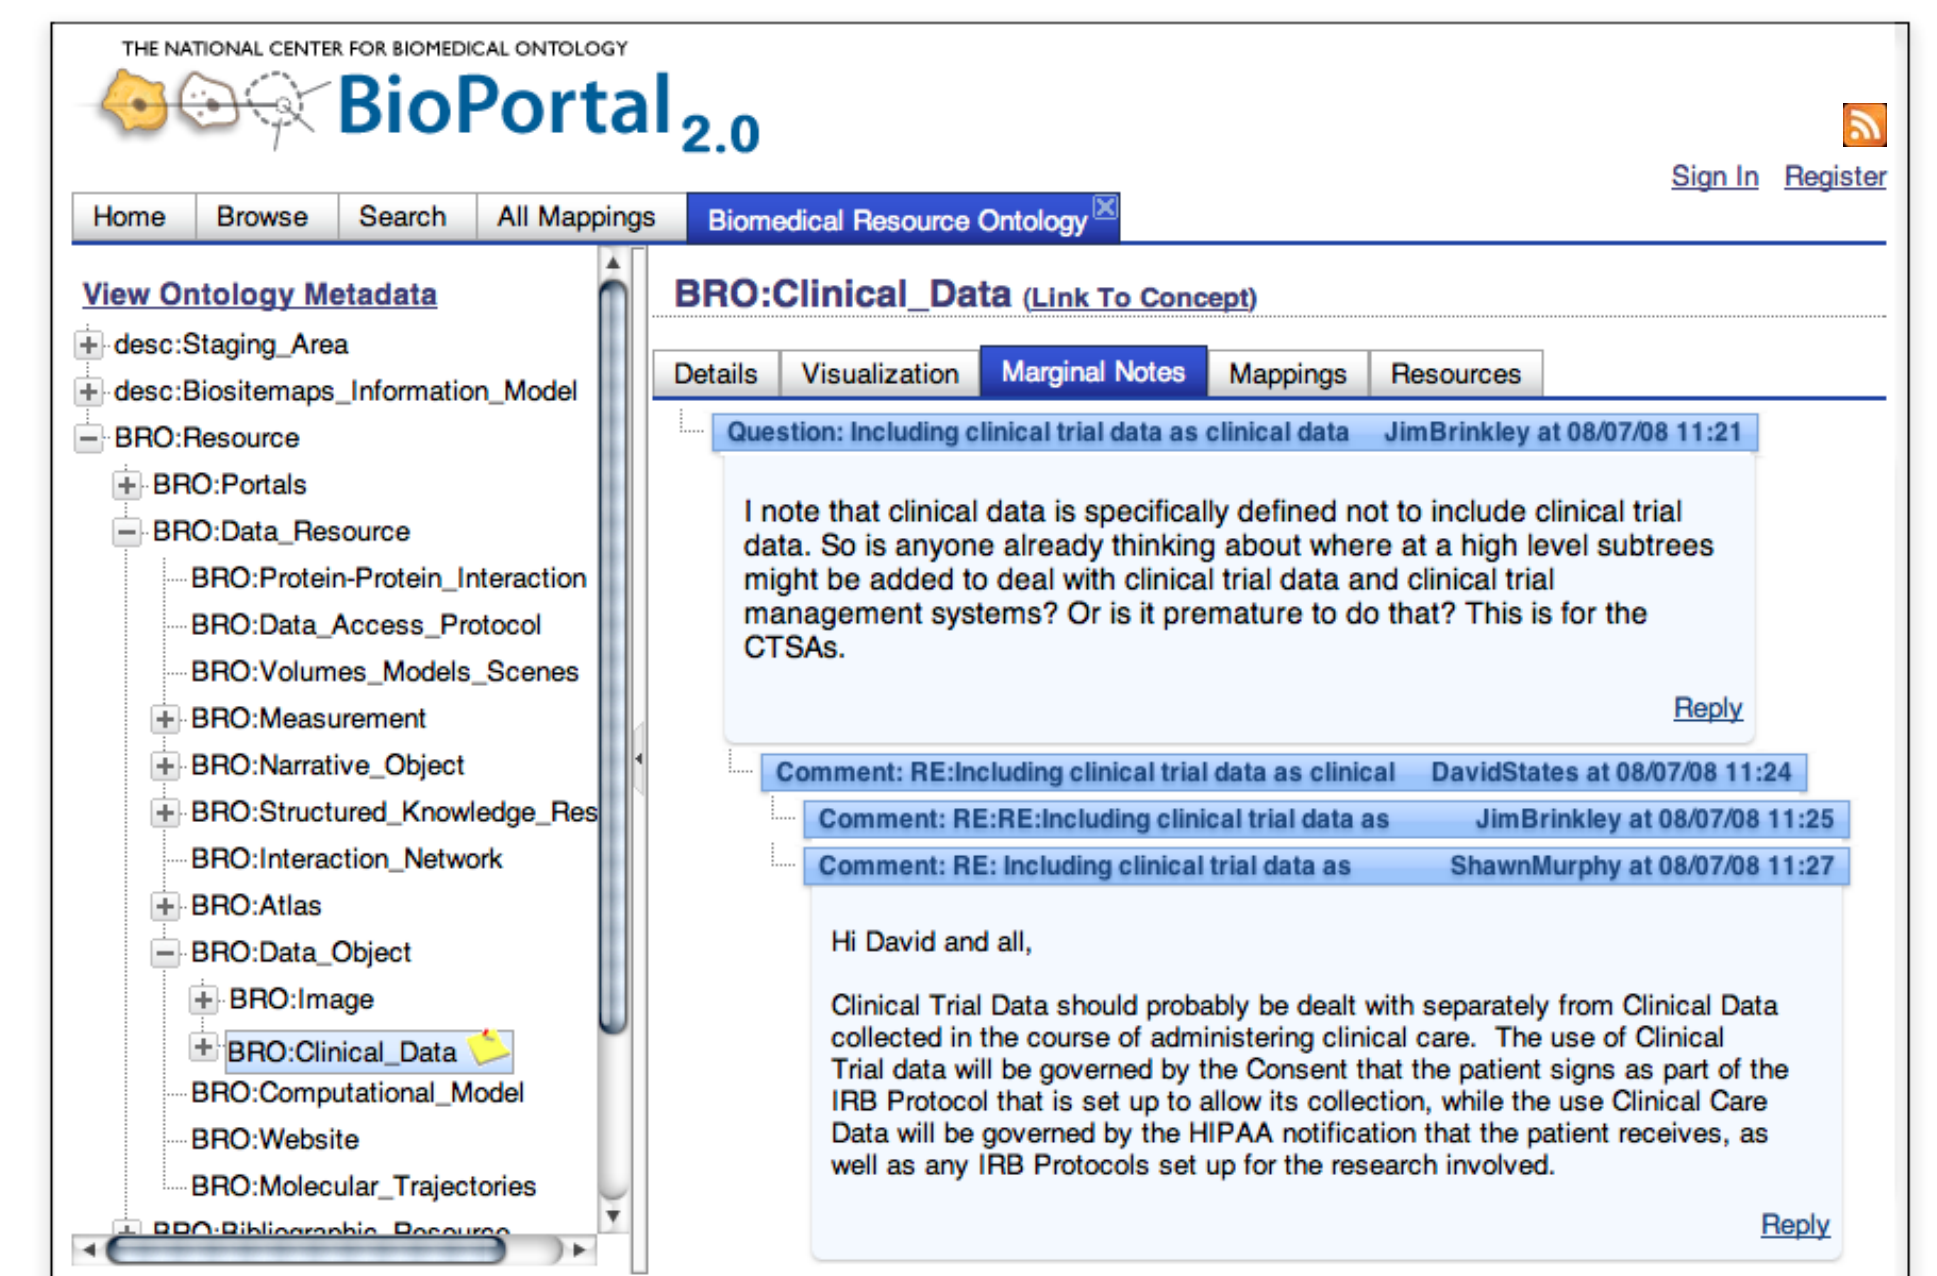 THE NATIONAL CENTER FOR BIOMEDICAL ONTOLOGY
BioPortal 2.0
Sign In Register
Home Browse Search All Mappings Biomedical Resource Ontology
View Ontology Metadata
desc:Staging_Area
desc:Biositemaps_Information_Model
BRO:Resource
BRO:Portals
BRO:Data_Resource
BRO:Protein-Protein_Interaction
BRO:Data_Access_Protocol
BRO:Volumes_Models_Scenes
BRO:Measurement
BRO:Narrative_Object
BRO:Structured_Knowledge_Res
BRO:Interaction_Network
BRO:Atlas
BRO:Data_Object
BRO:Image
BRO:Clinical_Data
BRO:Computational_Model
BRO:Website
BRO:Molecular_Trajectories
BRO:Bibliographic_Resource
BRO:Clinical_Data (Link To Concept)
Details Visualization Marginal Notes Mappings Resources
Question: Including clinical trial data as clinical data JimBrinkley at 08/07/08 11:21
I note that clinical data is specifically defined not to include clinical trial
data. So is anyone already thinking about where at a high level subtrees
might be added to deal with clinical trial data and clinical trial
management systems? Or is it premature to do that? This is for the
CTSAs.
Reply
Comment: RE:Including clinical trial data as clinical DavidStates at 08/07/08 11:24
Comment: RE:RE:Including clinical trial data as JimBrinkley at 08/07/08 11:25
Comment: RE: Including clinical trial data as ShawnMurphy at 08/07/08 11:27
Hi David and all,
Clinical Trial Data should probably be dealt with separately from Clinical Data
collected in the course of administering clinical care. The use of Clinical
Trial data will be governed by the Consent that the patient signs as part of the
IRB Protocol that is set up to allow its collection, while the use Clinical Care
Data will be governed by the HIPAA notification that the patient receives, as
well as any IRB Protocols set up for the research involved.
Reply